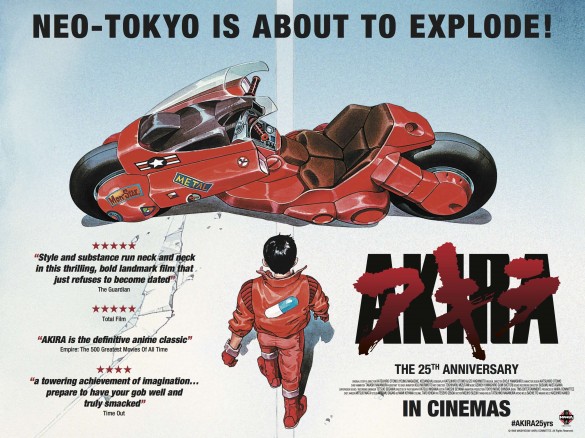 NEO-TOKYO IS ABOUT TO EXPLODE!
METAL
★★★★★
“Style and substance run neck and neck
in this thrilling, bold landmark film that
just refuses to become dated”
The Guardian
★★★★★
Total Film
“AKIRA is the definitive anime classic”
Empire: The 500 Greatest Movies Of All Time
★★★★
“a towering achievement of imagination…
prepare to have your gob well and
truly smacked”
Time Out
AKIRA
アキラ
THE 25TH ANNIVERSARY
IN CINEMAS
#AKIRA25yrs